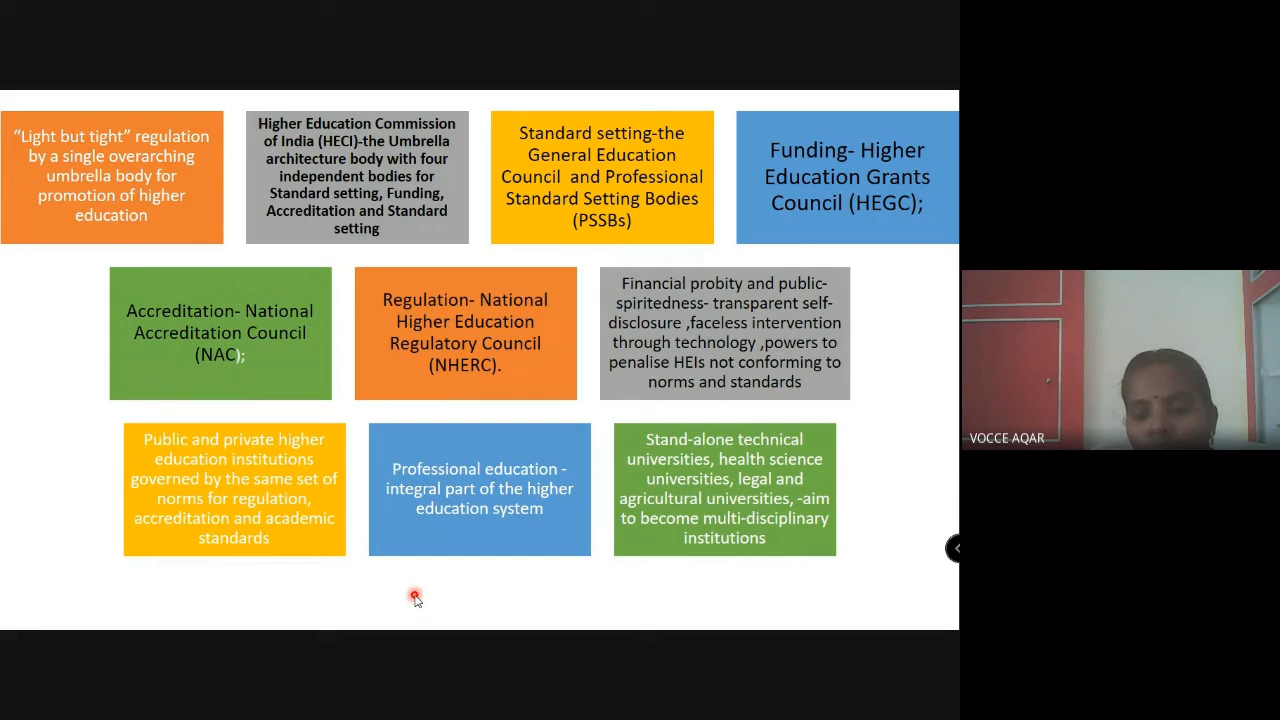 “Light but tight” regulation
by a single overarching
umbrella body for
promotion of higher
education
Higher Education Commission
of India (HECI)-the Umbrella
architecture body with four
independent bodies for
Standard setting, Funding,
Accreditation and Standard
setting
Standard setting-the
General Education
Council and Professional
Standard Setting Bodies
(PSSBs)
Funding- Higher
Education Grants
Council (HEGC);
Accreditation- National
Accreditation Council
(NAC);
Regulation- National
Higher Education
Regulatory Council
(NHERC).
Financial probity and public-
spiritedness- transparent self-
disclosure ,faceless intervention
through technology ,powers to
penalise HEIs not conforming to
norms and standards
Public and private higher
education institutions
governed by the same set of
norms for regulation,
accreditation and academic
standards
Professional education -
integral part of the higher
education system
Stand-alone technical
universities, health science
universities, legal and
agricultural universities, -aim
to become multi-disciplinary
institutions
VOCCE AQAR